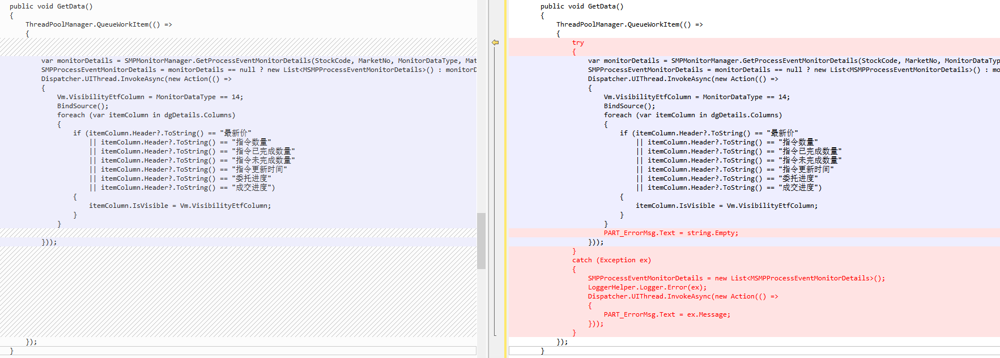 public void GetData()
{
ThreadPoolManager.QueueWorkItem(() =>
{
var monitorDetails = SMPMonitorManager.GetProcessEventMonitorDetails(StockCode, MarketNo, MonitorDataType, Mat
SMPProcessEventMonitorDetails = monitorDetails == null ? new List<MSMPProcessEventMonitorDetails>() : monitorD
Dispatcher.UIThread.InvokeAsync(new Action(() =>
{
Vm.VisibilityEtfColumn = MonitorDataType == 14;
BindSource();
foreach (var itemColumn in dgDetails.Columns)
{
if (itemColumn.Header?.ToString() == "最新价"
|| itemColumn.Header?.ToString() == "指令数量"
|| itemColumn.Header?.ToString() == "指令已完成数量"
|| itemColumn.Header?.ToString() == "指令未完成数量"
|| itemColumn.Header?.ToString() == "指令更新时间"
|| itemColumn.Header?.ToString() == "委托进度"
|| itemColumn.Header?.ToString() == "成交进度")
{
itemColumn.IsVisible = Vm.VisibilityEtfColumn;
}
}
}));
});
}
public void GetData()
{
ThreadPoolManager.QueueWorkItem(() =>
{
try
{
var monitorDetails = SMPMonitorManager.GetProcessEventMonitorDetails(StockCode, MarketNo, MonitorDataTyp
SMPProcessEventMonitorDetails = monitorDetails == null ? new List<MSMPProcessEventMonitorDetails>() : mo
Dispatcher.UIThread.InvokeAsync(new Action(() =>
{
Vm.VisibilityEtfColumn = MonitorDataType == 14;
BindSource();
foreach (var itemColumn in dgDetails.Columns)
{
if (itemColumn.Header?.ToString() == "最新价"
|| itemColumn.Header?.ToString() == "指令数量"
|| itemColumn.Header?.ToString() == "指令已完成数量"
|| itemColumn.Header?.ToString() == "指令未完成数量"
|| itemColumn.Header?.ToString() == "指令更新时间"
|| itemColumn.Header?.ToString() == "委托进度"
|| itemColumn.Header?.ToString() == "成交进度")
{
itemColumn.IsVisible = Vm.VisibilityEtfColumn;
}
}
PART_ErrorMsg.Text = string.Empty;
}));
}
catch (Exception ex)
{
SMPProcessEventMonitorDetails = new List<MSMPProcessEventMonitorDetails>();
LoggerHelper.Logger.Error(ex);
Dispatcher.UIThread.InvokeAsync(new Action(() =>
{
PART_ErrorMsg.Text = ex.Message;
}));
}
});
}